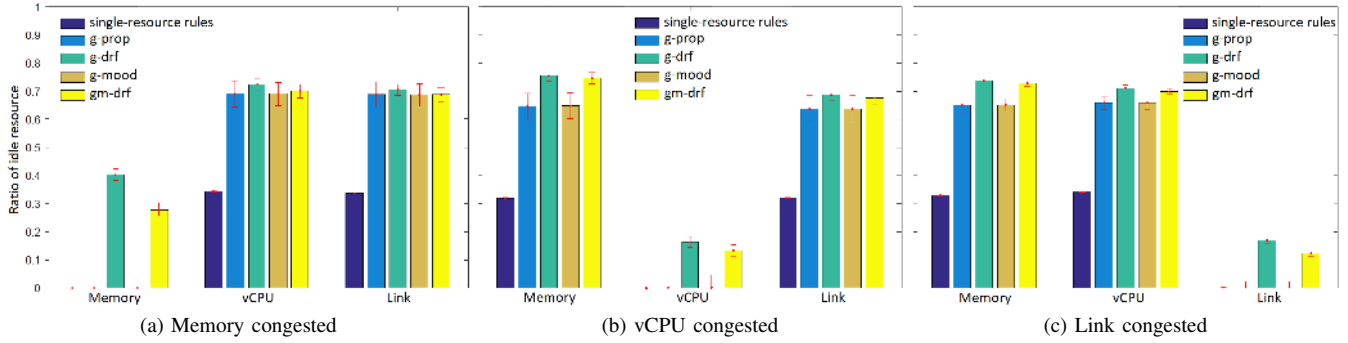 Ratio of idle resource
1
0.9
0.8
0.7
0.6
0.5
0.4
0.3
0.2
0.1
0
single-resource rules
g-prop
g-drf
g-mood
gm-drf
Memory vCPU Link
(a) Memory congested
single-resource rules
g-prop
g-drf
g-mood
gm-drf
Memory vCPU Link
(b) vCPU congested
single-resource rules
g-prop
g-drf
g-mood
gm-drf
Memory vCPU Link
(c) Link congested